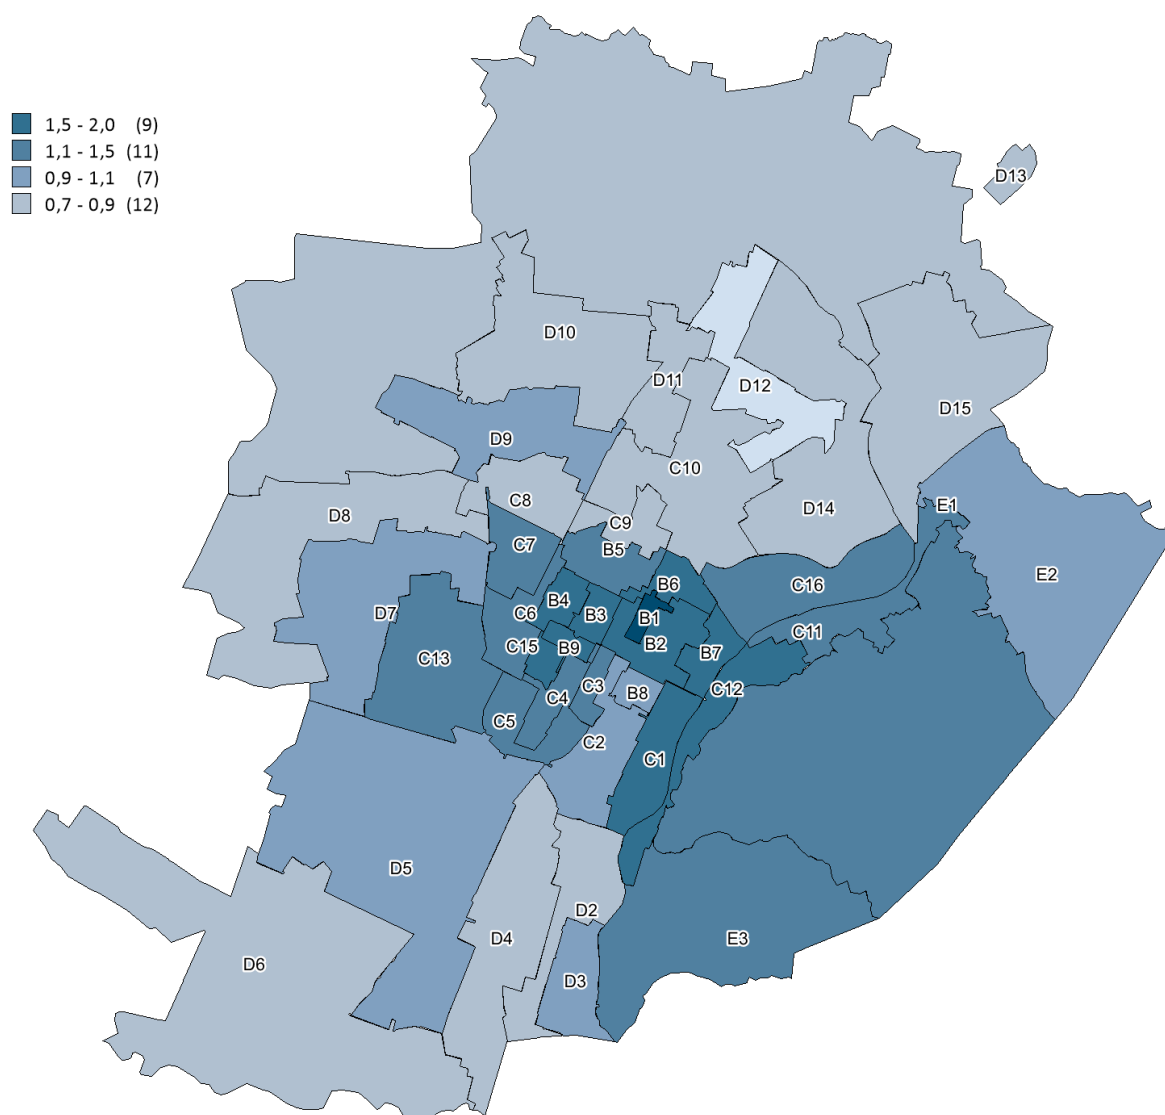 1,5 - 2,0 (9)
1,1 - 1,5 (11)
0,9 - 1,1 (7)
0,7 - 0,9 (12)
D13
D10
D11
D12
D15
D9
C10
C8
D8
D14
E1
C9
C7
B5
E2
C16
B6
B4
D7
C6
B3
B1
C11
B2
C15
B9
B7
C13
C3
C12
B8
C4
C5
C2
C1
D5
D2
D4
E3
D6
D3